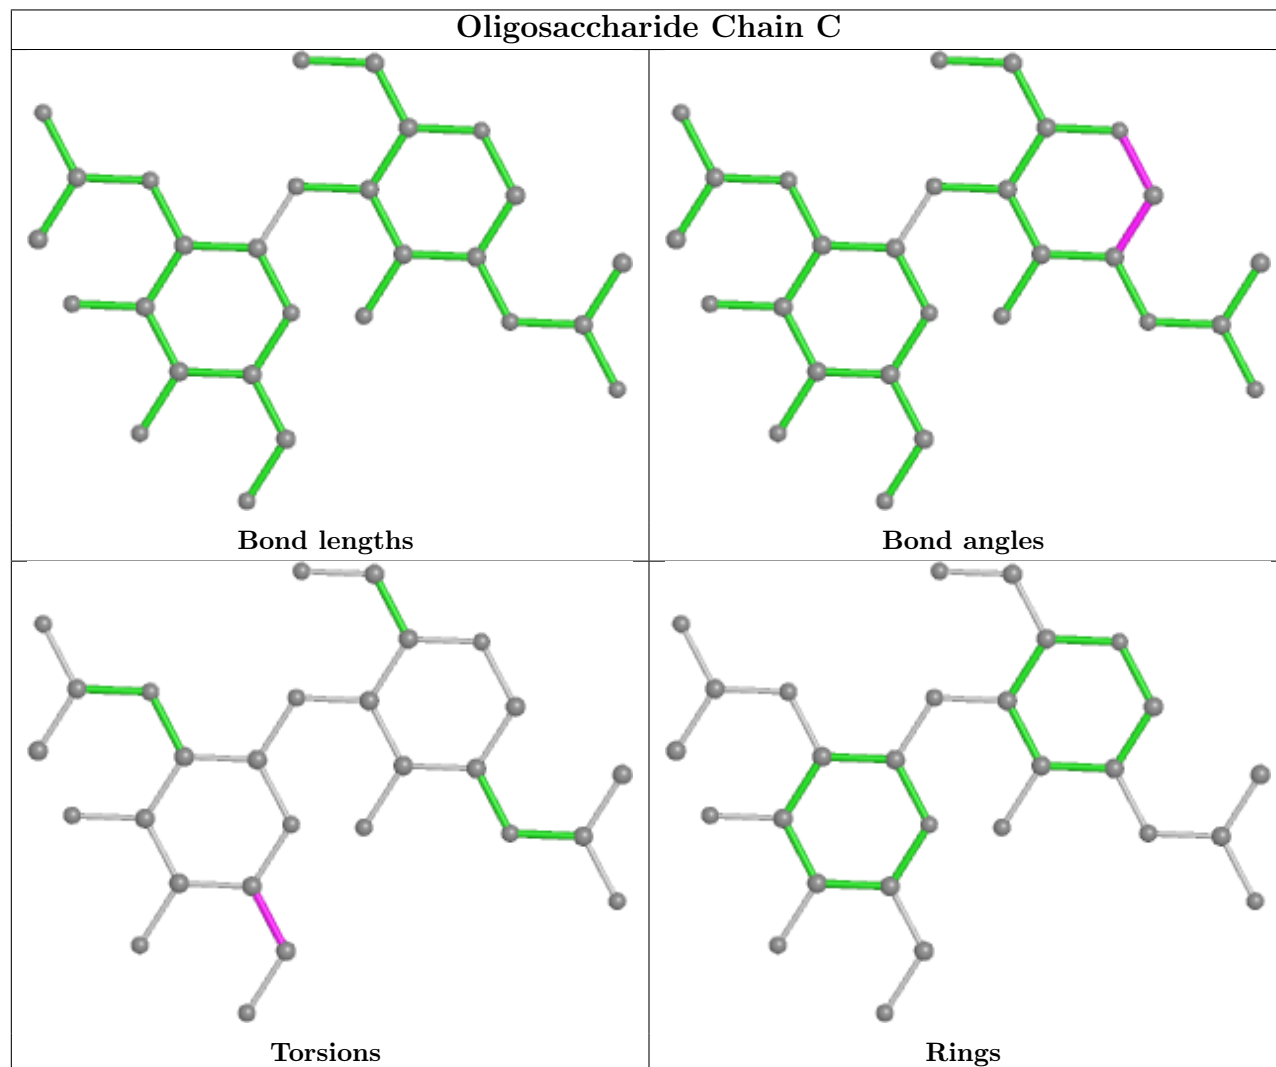 Oligosaccharide Chain C
Bond lengths
Bond angles
Torsions
Rings